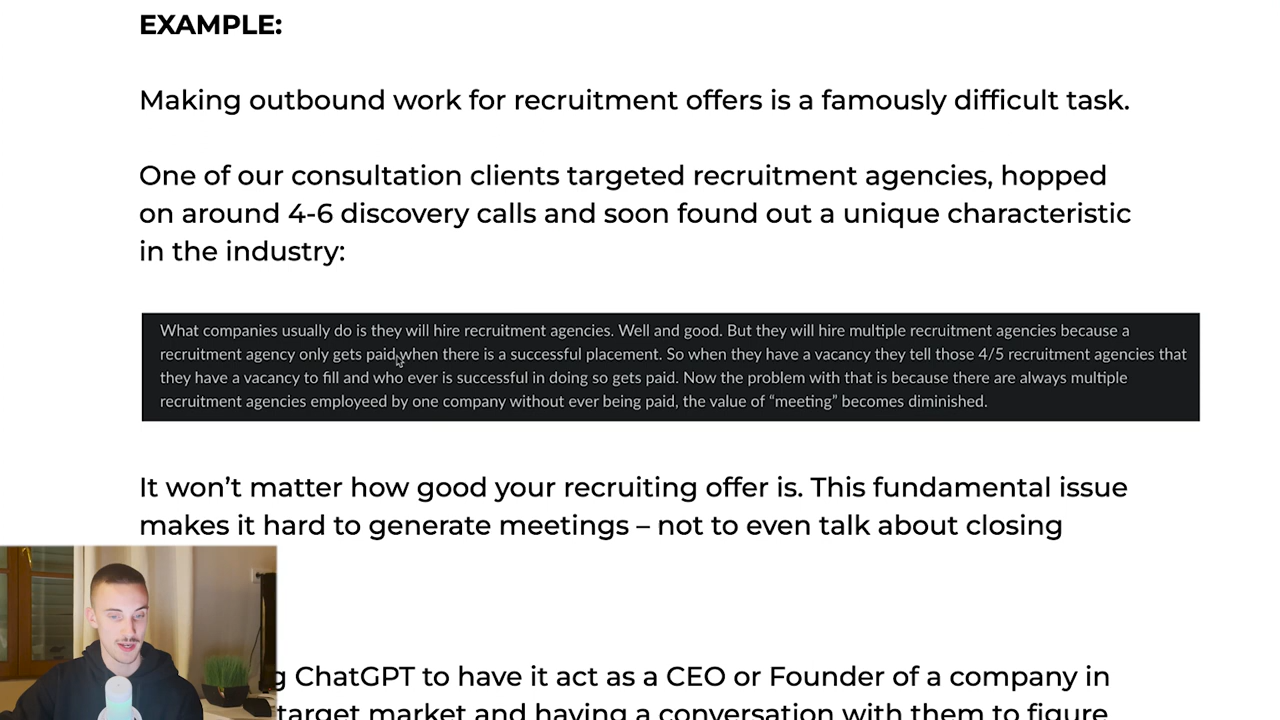 EXAMPLE:
Making outbound work for recruitment offers is a famously difficult task.
One of our consultation clients targeted recruitment agencies, hopped
on around 4-6 discovery calls and soon found out a unique characteristic
in the industry:
What companies usually do is they will hire recruitment agencies. Well and good. But they will hire multiple recruitment agencies because a
recruitment agency only gets paid when there is a successful placement. So when they have a vacancy they tell those 4/5 recruitment agencies that
they have a vacancy to fill and who ever is successful in doing so gets paid. Now the problem with that is because there are always multiple
recruitment agencies employeed by one company without ever being paid, the value of “meeting” becomes diminished.
It won’t matter how good your recruiting offer is. This fundamental issue
makes it hard to generate meetings – not to even talk about closing
ChatGPT to have it act as a CEO or Founder of a company in
target market and having a conversation with them to figure